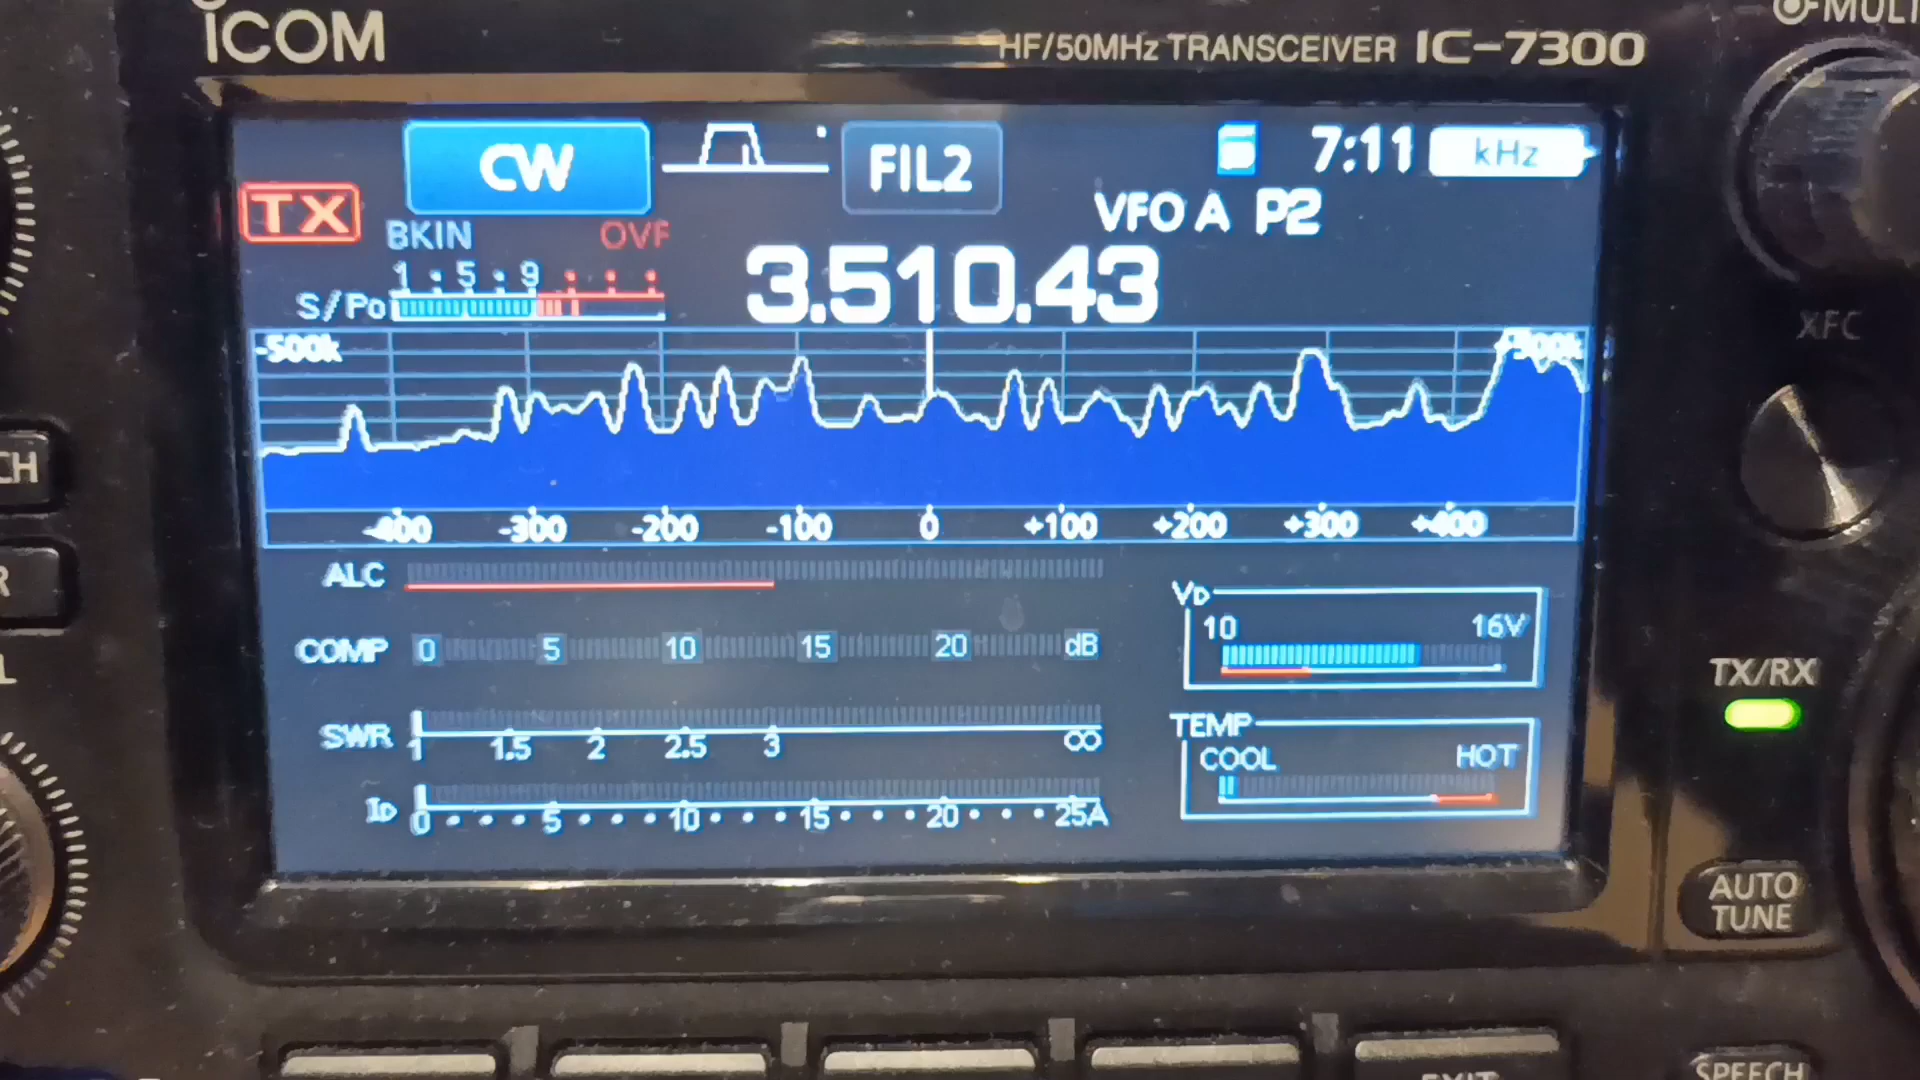 ICOM
HF/50MHz TRANSCEIVER IC-7300
CW FIL2 7:11 kHz
TX
VFO A P2
BKIN OVF
1 5 9
S/Po
3.510.43
-500k +500k
-400 -300 -200 -100 0 +100 +200 +300 +400
ALC
COMP 0 5 10 15 20 dB
SWR 1 1.5 2 2.5 3 ∞
ID 0 5 10 15 20 25A
VD
10 16V
TEMP
COOL HOT
XFC
TX/RX
AUTO
TUNE
SPEECH